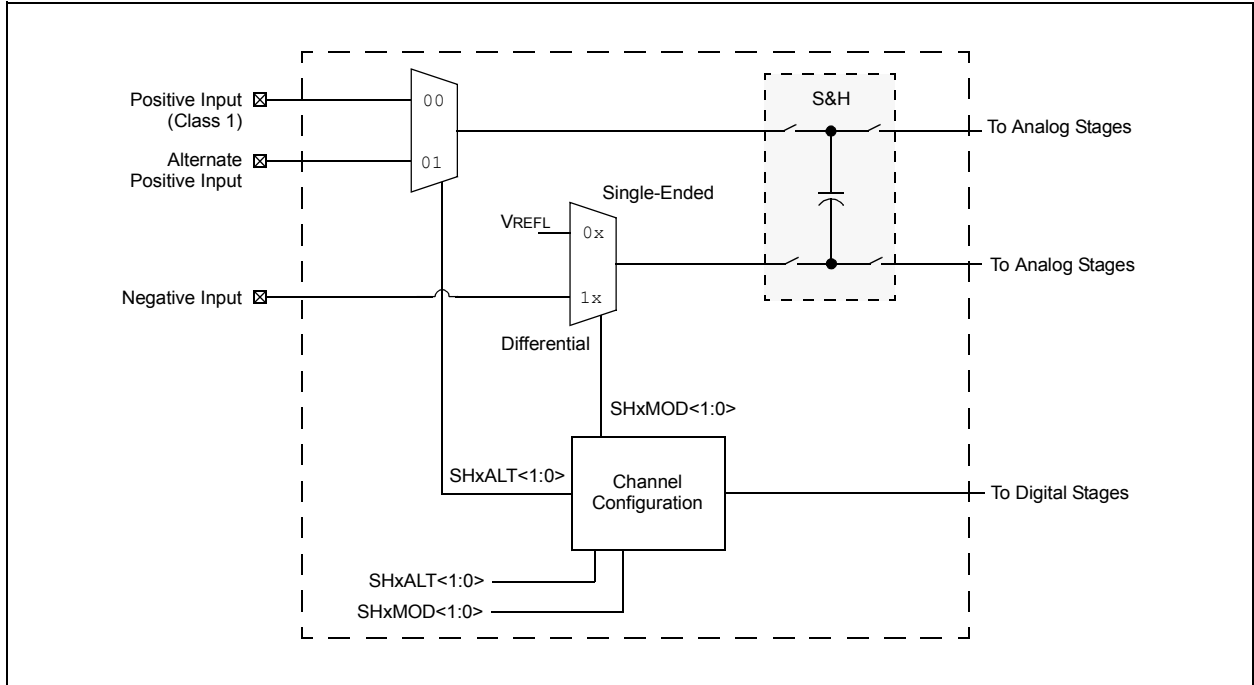 Positive Input
(Class 1)
00
S&H
To Analog Stages
Alternate
Positive Input
01
Single-Ended
VREFL
0x
To Analog Stages
Negative Input
1x
Differential
SHxMOD<1:0>
SHxALT<1:0>
Channel
Configuration
To Digital Stages
SHxALT<1:0>
SHxMOD<1:0>